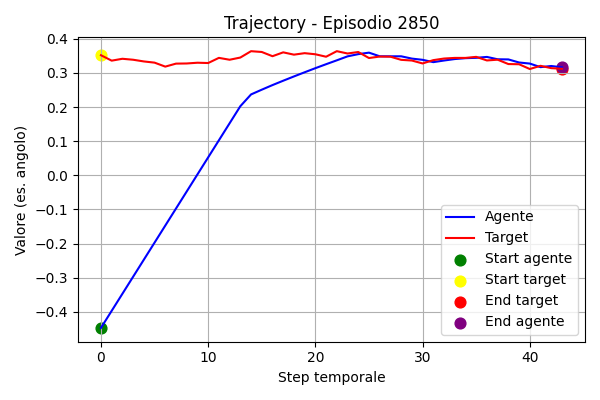 Trajectory - Episodio 2850
Valore (es. angolo)
0.4
0.3
0.2
0.1
0.0
−0.1
−0.2
−0.3
−0.4
Agente
Target
Start agente
Start target
End target
End agente
0 10 20 30 40
Step temporale